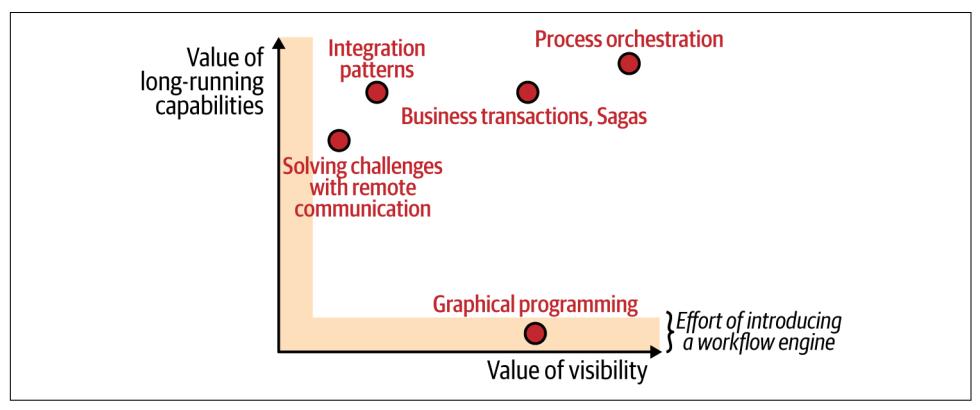 Value of
long-running
capabilities
Integration
patterns
Process orchestration
Business transactions, Sagas
Solving challenges
with remote
communication
Graphical programming
Effort of introducing
a workflow engine
Value of visibility